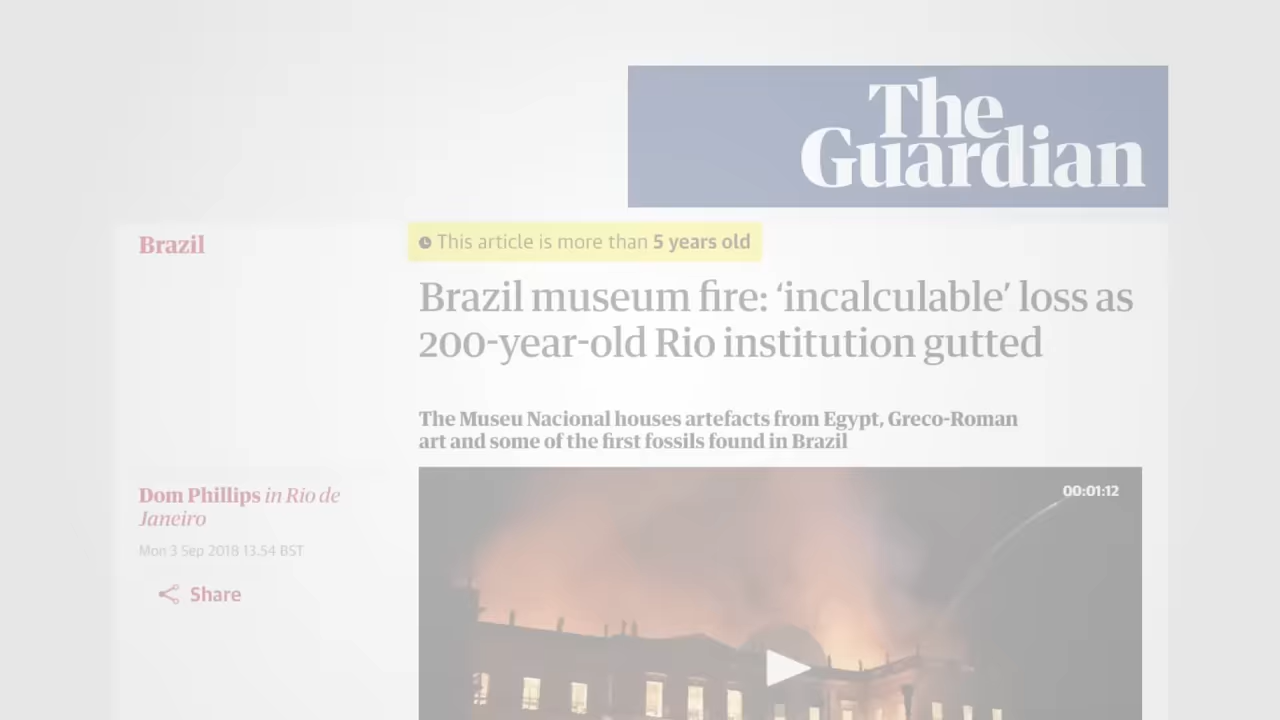 The
Guardian
Brazil
This article is more than 5 years old
Brazil museum fire: ‘incalculable’ loss as
200-year-old Rio institution gutted
The Museu Nacional houses artefacts from Egypt, Greco-Roman
art and some of the first fossils found in Brazil
Dom Phillips in Rio de
Janeiro
Mon 3 Sep 2018 13.54 BST
Share
00:01:12